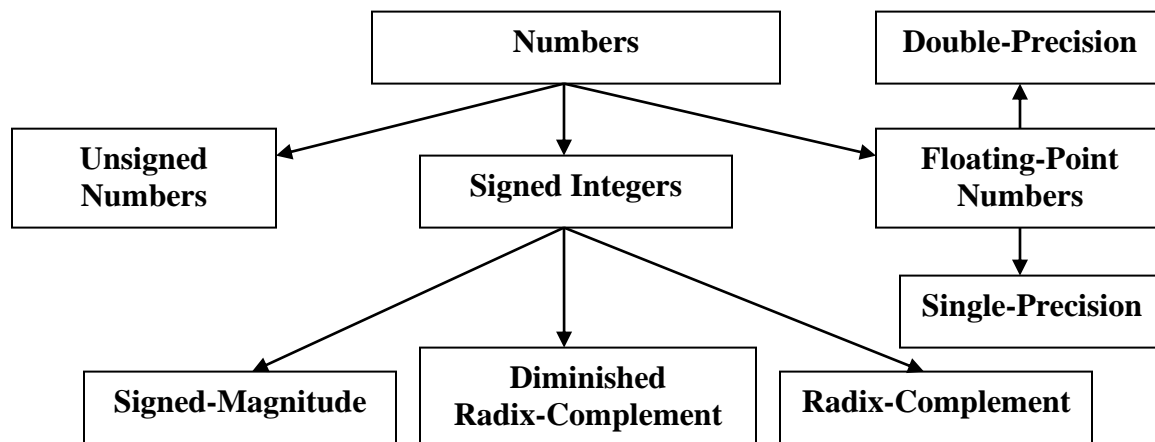 Numbers
Double-Precision
Unsigned
Numbers
Signed Integers
Floating-Point
Numbers
Single-Precision
Signed-Magnitude
Diminished
Radix-Complement
Radix-Complement